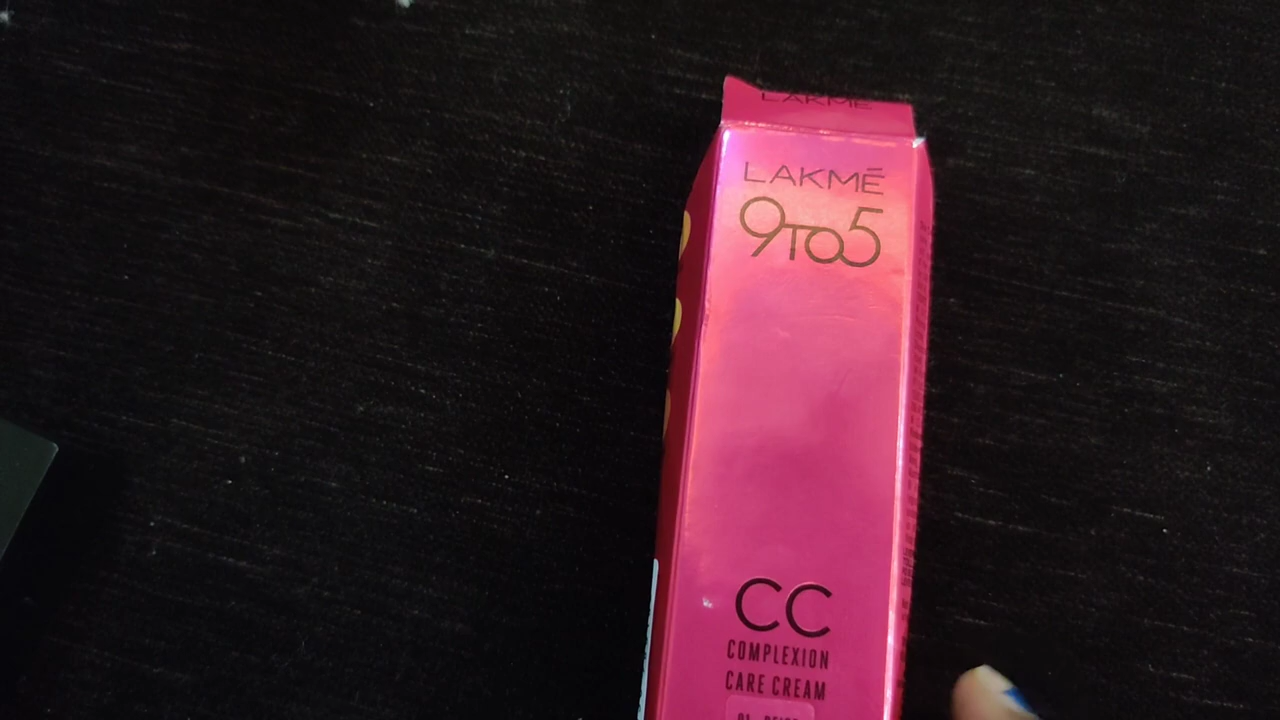 LAKMÉ
LAKMÉ
9TO5
CC
COMPLEXION
CARE CREAM